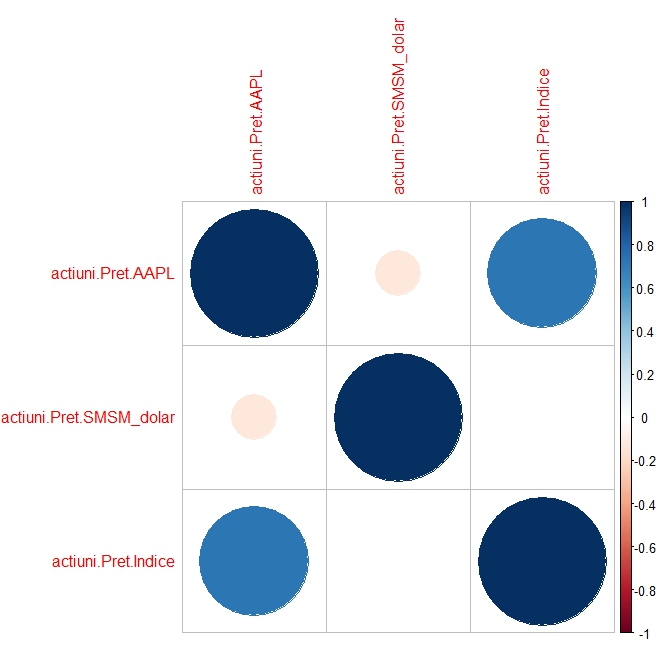 actiuni.Pret.AAPL
actiuni.Pret.SMSM_dolar
actiuni.Pret.Indice
actiuni.Pret.AAPL
actiuni.Pret.SMSM_dolar
actiuni.Pret.Indice
1
0.8
0.6
0.4
0.2
0
-0.2
-0.4
-0.6
-0.8
-1